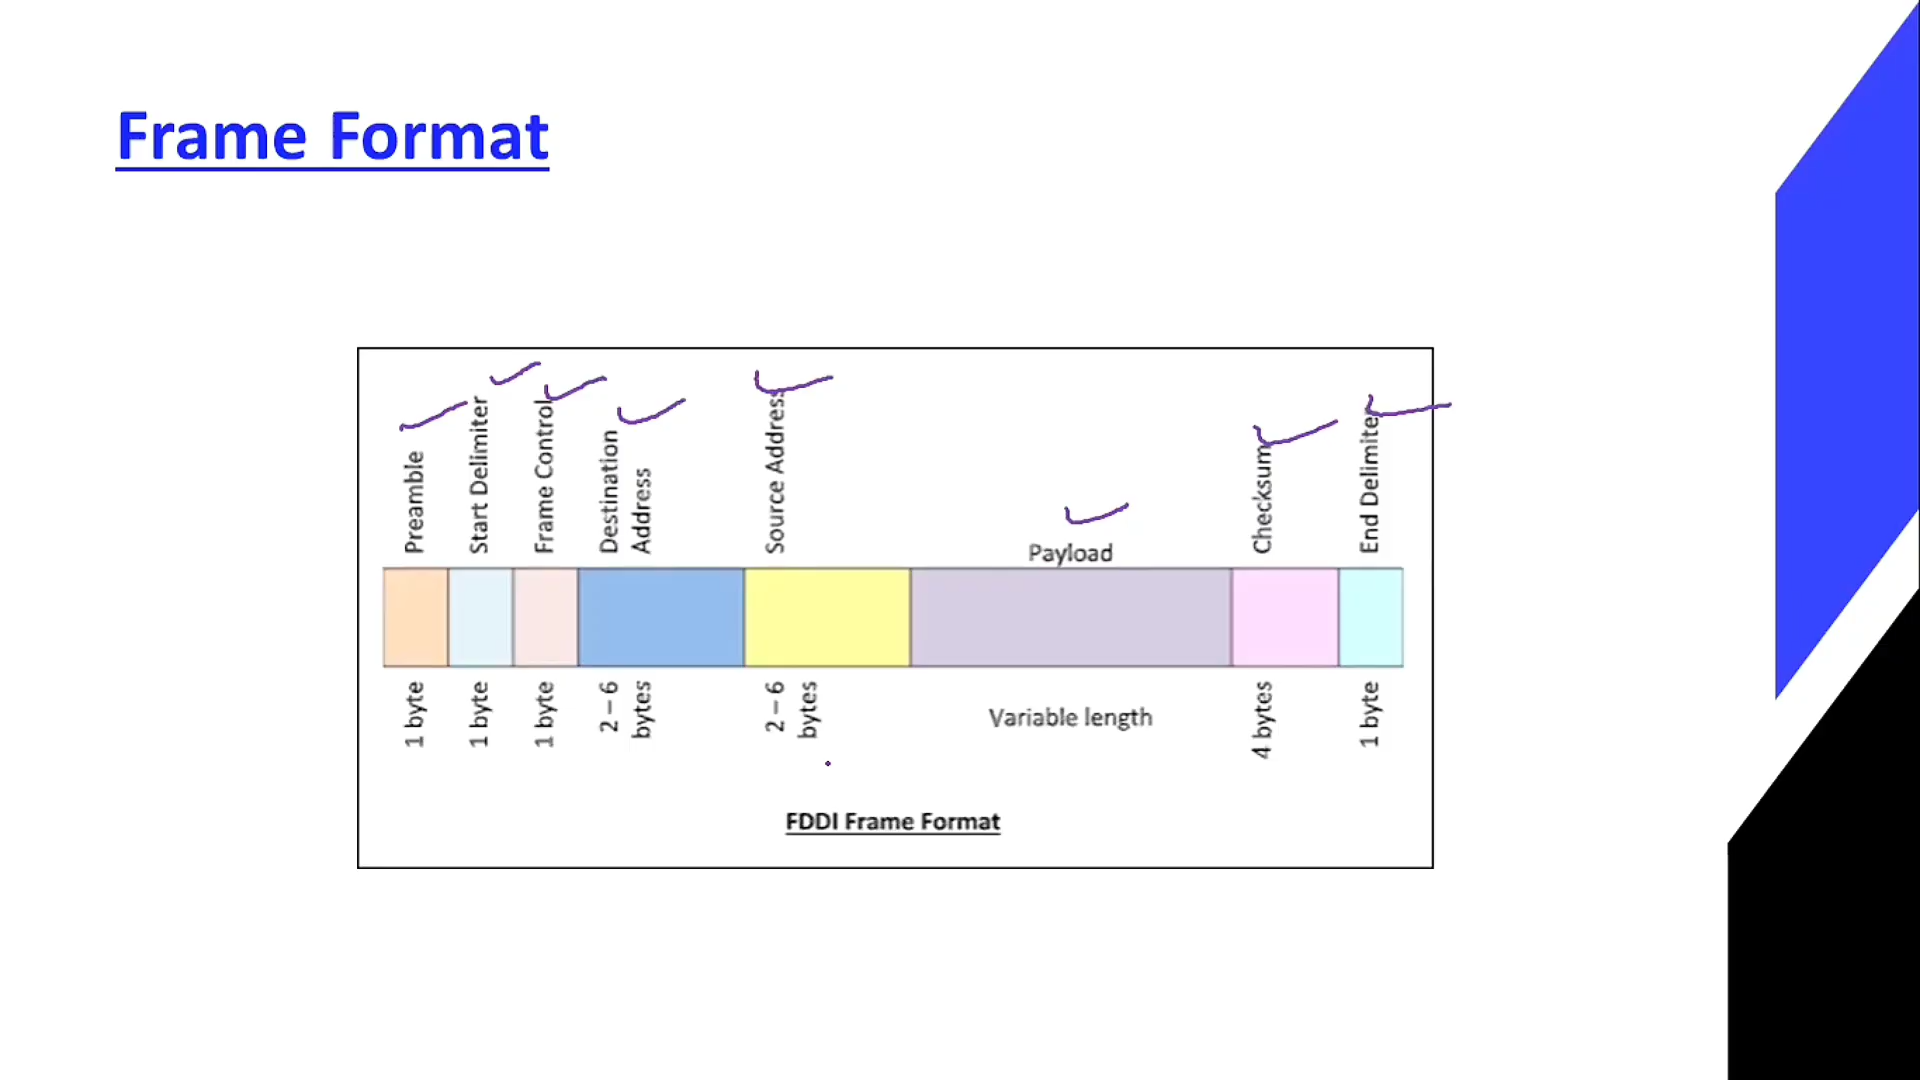 Frame Format
Preamble
Start Delimiter
Frame Control
Destination
Address
Source Address
Payload
Checksum
End Delimiter
1 byte
1 byte
1 byte
2 – 6
bytes
2 – 6
bytes
Variable length
4 bytes
1 byte
FDDI Frame Format